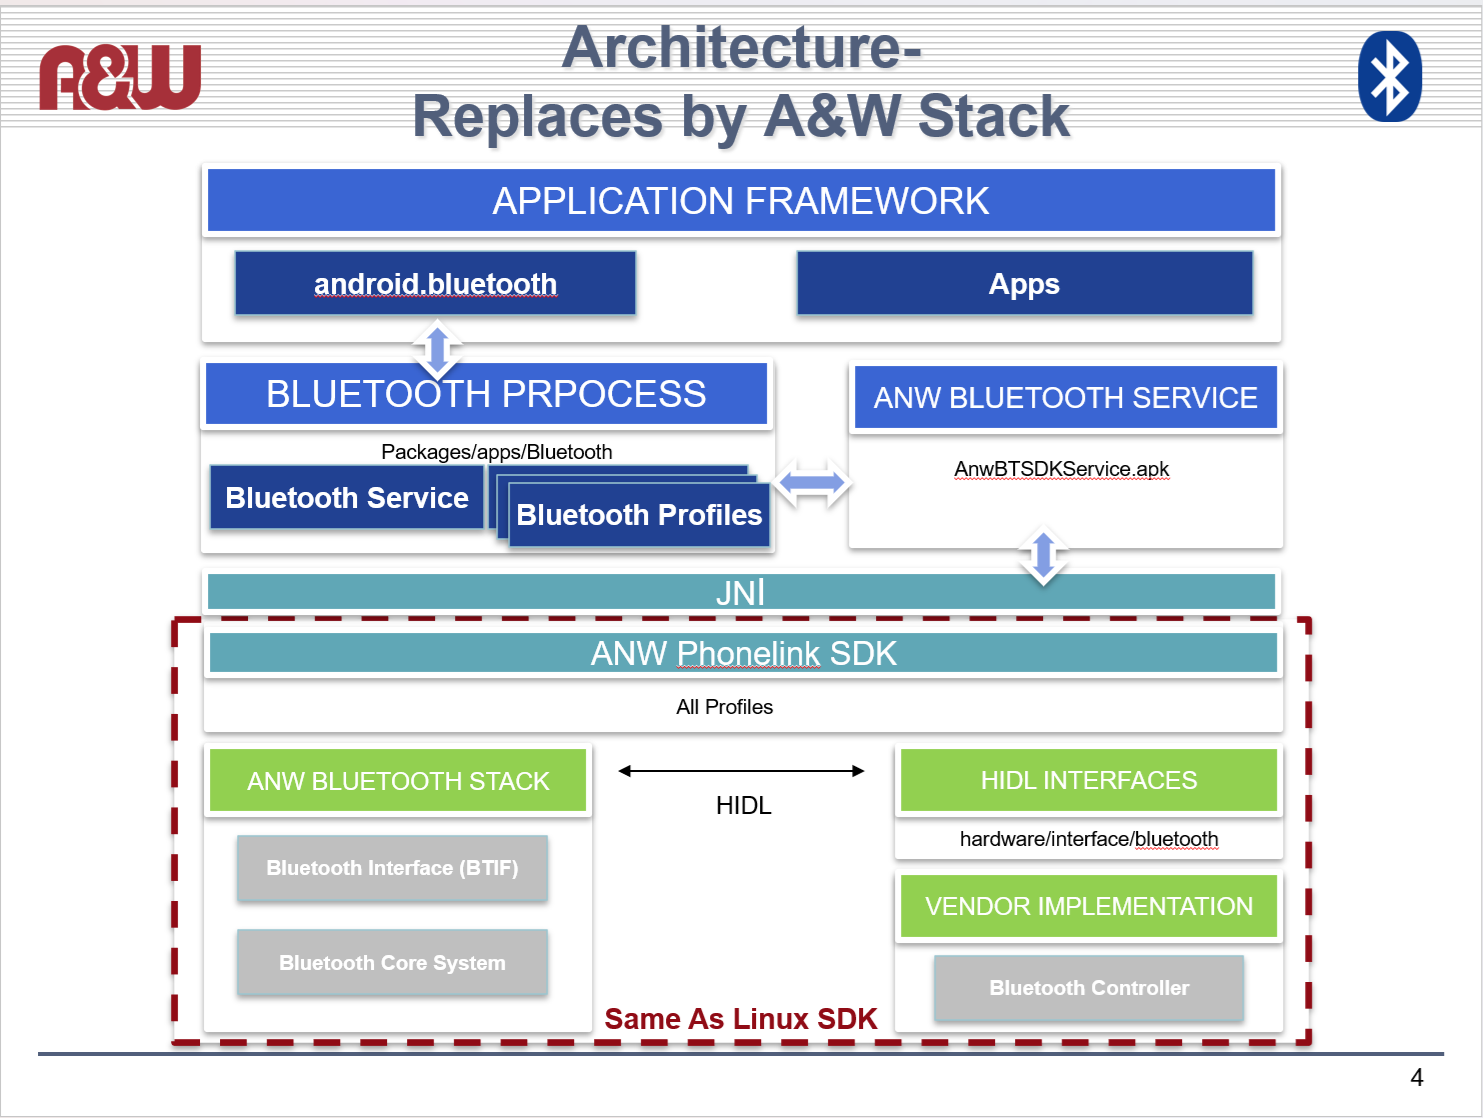 A&W
Architecture-
Replaces by A&W Stack
APPLICATION FRAMEWORK
android.bluetooth
Apps
BLUETOOTH PRPOCESS
ANW BLUETOOTH SERVICE
Packages/apps/Bluetooth
AnwBTSDKService.apk
Bluetooth Service
Bluetooth Profiles
JNI
ANW Phonelink SDK
All Profiles
ANW BLUETOOTH STACK
HIDL
HIDL INTERFACES
hardware/interface/bluetooth
Bluetooth Interface (BTIF)
VENDOR IMPLEMENTATION
Bluetooth Core System
Bluetooth Controller
Same As Linux SDK
4